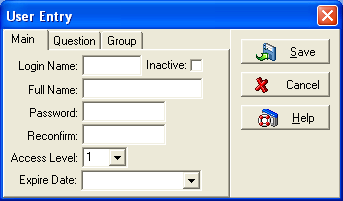 User Entry
Main Question Group
Login Name: Inactive:
Full Name:
Password:
Reconfirm:
Access Level: 1
Expire Date:
Save
Cancel
Help